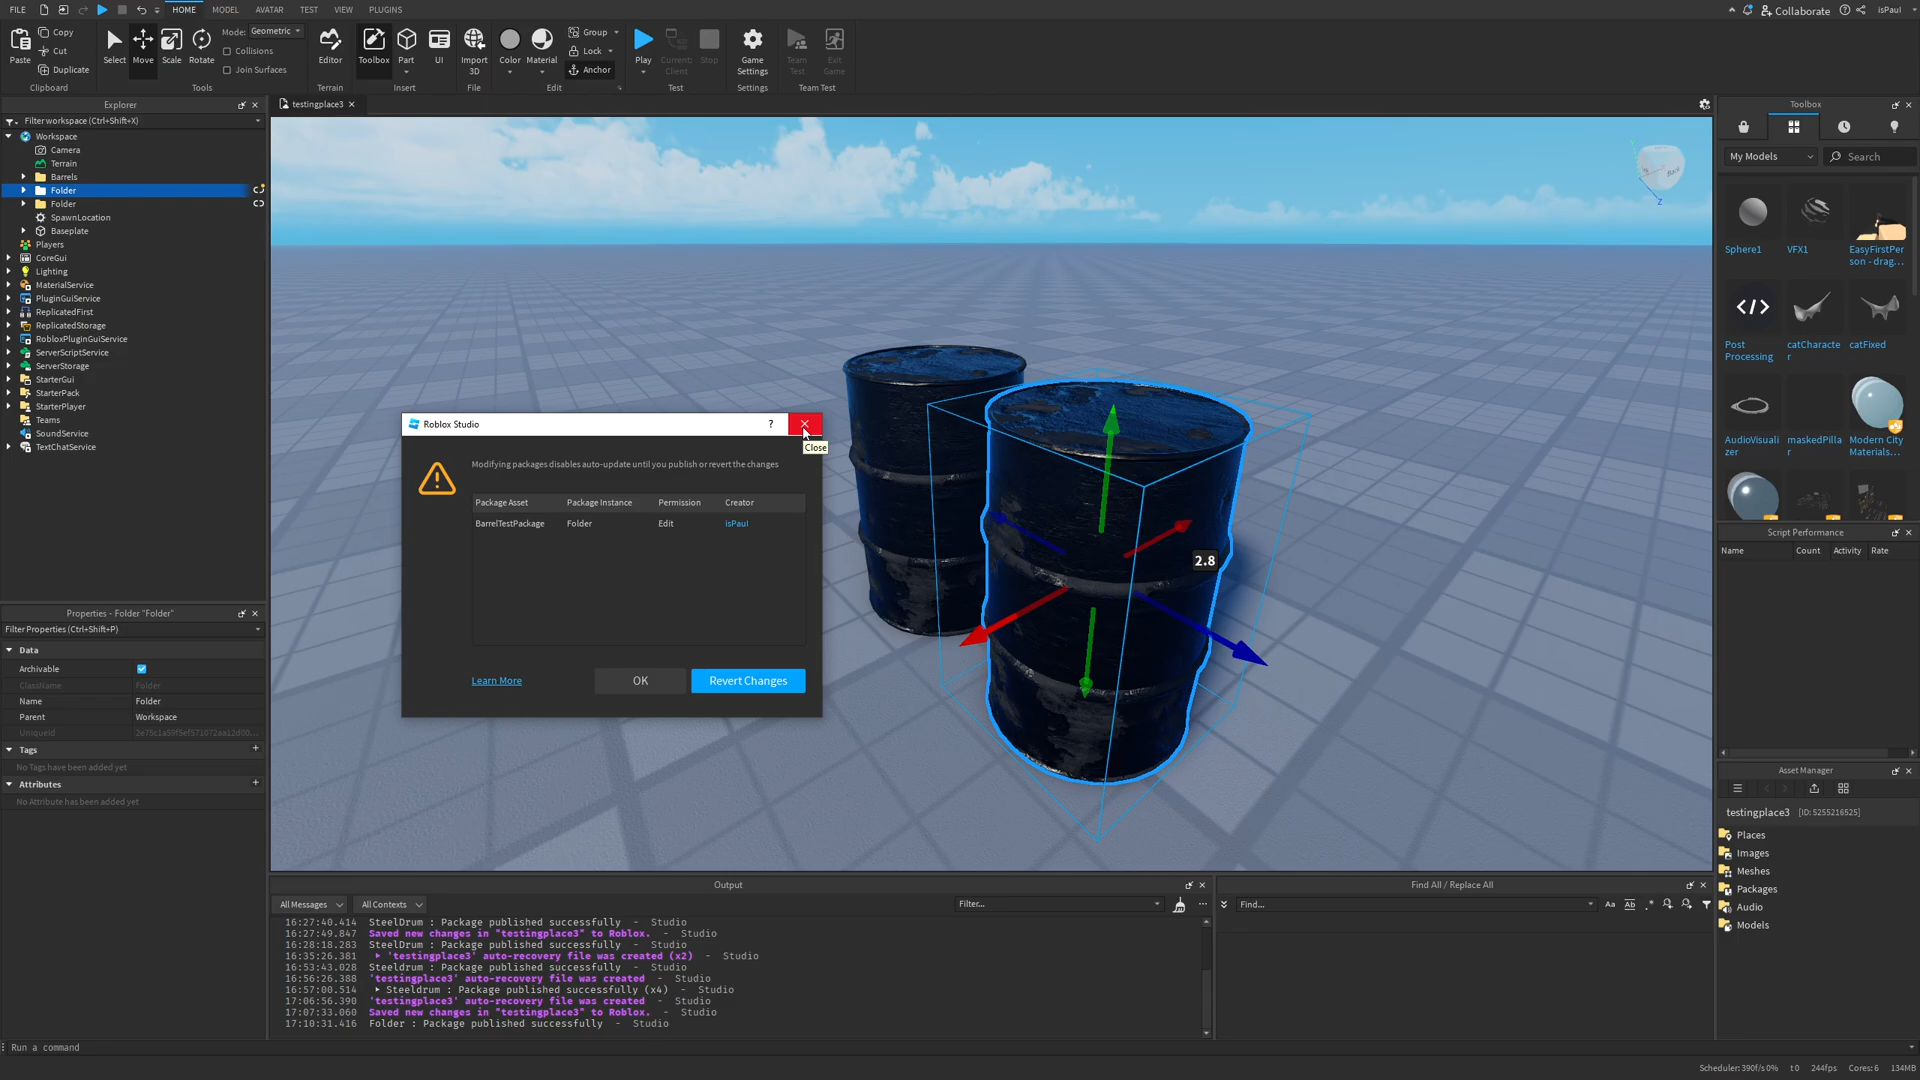 FILE HOME MODEL AVATAR TEST VIEW PLUGINS Collaborate isPaul
Paste Copy Cut Duplicate Clipboard
Select Move Scale Rotate Mode: Geometric Collisions Join Surfaces Tools
Editor Terrain
Toolbox Part UI Insert
Import 3D File
Color Material Group Lock Anchor Edit
Play Current: Client Stop Test
Game Settings Settings
Team Test Exit Game Team Test
Explorer
Filter workspace (Ctrl+Shift+X)
Workspace
Camera
Terrain
Barrels
Folder
Folder
SpawnLocation
Baseplate
Players
CoreGui
Lighting
MaterialService
PluginGuiService
ReplicatedFirst
ReplicatedStorage
RobloxPluginGuiService
ServerScriptService
ServerStorage
StarterGui
StarterPack
StarterPlayer
Teams
SoundService
TextChatService
Properties - Folder "Folder"
Filter Properties (Ctrl+Shift+P)
Data
Archivable
ClassName Folder
Name Folder
Parent Workspace
Tags
No Tags have been added yet
Attributes
No Attribute has been added yet
testingplace3
Back
Z
2.8
Roblox Studio ?
Close
Modifying packages disables auto-update until you publish or revert the changes
Package Asset Package Instance Permission Creator
BarrelTestPackage Folder Edit isPaul
Learn More OK Revert Changes
Output
All Messages All Contexts Filter...
16:27:40.414 SteelDrum : Package published successfully - Studio
16:27:49.847 Saved new changes in "testingplace3" to Roblox. - Studio
16:28:18.283 SteelDrum : Package published successfully - Studio
16:35:26.381 'testingplace3' auto-recovery file was created (x2) - Studio
16:53:43.028 Steeldrum : Package published successfully - Studio
16:56:26.388 'testingplace3' auto-recovery file was created - Studio
16:57:00.514 Steeldrum : Package published successfully (x4) - Studio
17:06:56.390 'testingplace3' auto-recovery file was created - Studio
17:07:33.060 Saved new changes in "testingplace3" to Roblox. - Studio
17:10:31.416 Folder : Package published successfully - Studio
Find All / Replace All
Find... Aa Ab .*
Toolbox
My Models Search
Sphere1 VFX1 EasyFirstPerson - drag...
Post Processing catCharacter catFixed
AudioVisualizer maskedPillar Modern City Materials...
Script Performance
Name Count Activity Rate
Asset Manager
testingplace3 [ID: 5255216525]
Places
Images
Meshes
Packages
Audio
Models
Run a command
Scheduler: 390f/s 0% t0 244fps Cores: 6 134MB